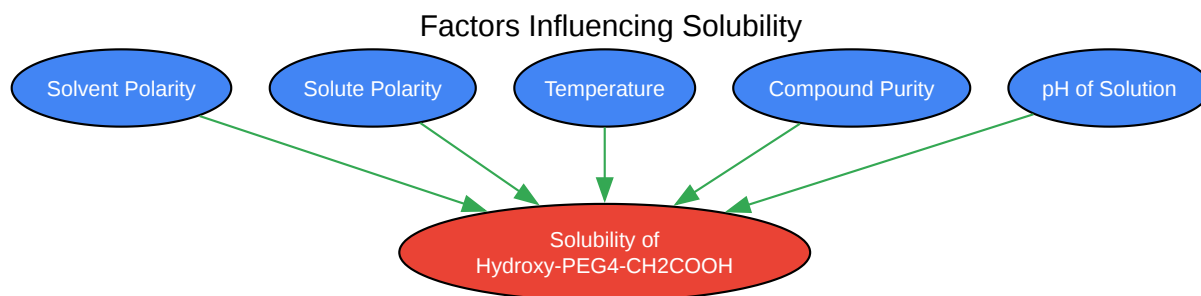 Factors Influencing Solubility
Solvent Polarity
Solute Polarity
Temperature
Compound Purity
pH of Solution
Solubility of
Hydroxy-PEG4-CH2COOH